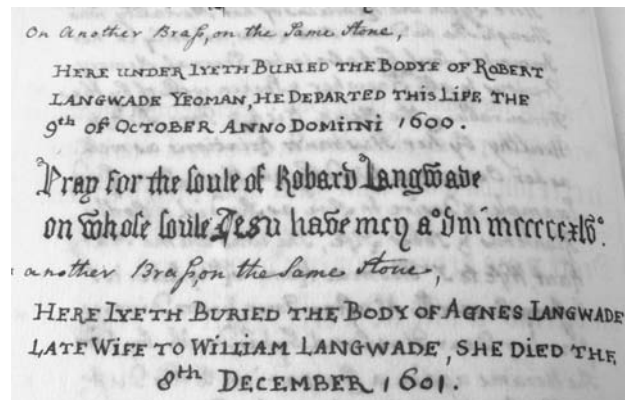 On Another Braſs, on the Same Stone,
HERE UNDER LYETH BURIED THE BODYE OF ROBERT
LANGWADE YEOMAN, HE DEPARTED THIS LIFE THE
9th OF OCTOBER ANNO DOMINI 1600.
Pray for the ſoule of Robard Langwade
on whoſe ſoule Jesu have mcy a° dni mccccc
another Braſs, on the Same Stone,
HERE LYETH BURIED THE BODY OF AGNES LANGWADE
LATE WIFE TO WILLIAM LANGWADE, SHE DIED THE
8th DECEMBER 1601.